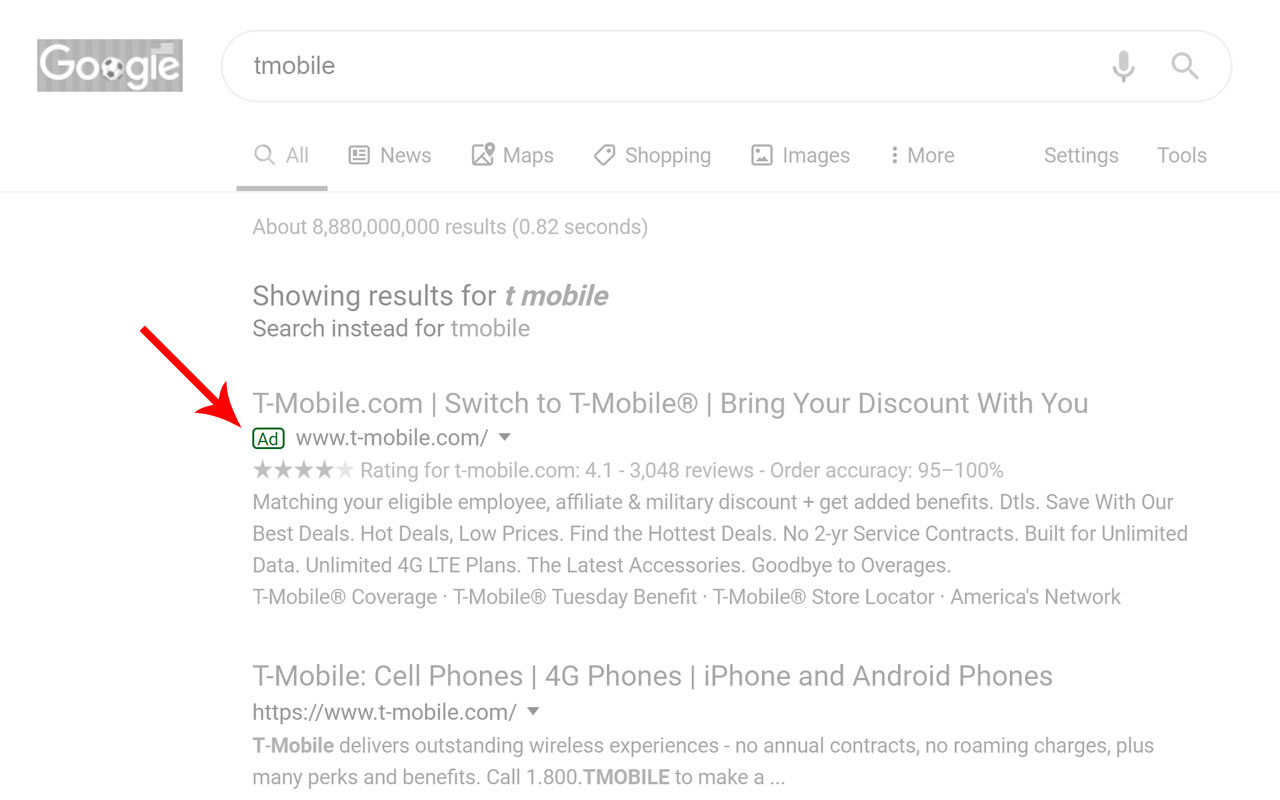 Google
tmobile
All News Maps Shopping Images More Settings Tools
About 8,880,000,000 results (0.82 seconds)
Showing results for t mobile
Search instead for tmobile
T-Mobile.com | Switch to T-Mobile® | Bring Your Discount With You
Ad www.t-mobile.com/
Rating for t-mobile.com: 4.1 - 3,048 reviews - Order accuracy: 95–100%
Matching your eligible employee, affiliate & military discount + get added benefits. Dtls. Save With Our
Best Deals. Hot Deals, Low Prices. Find the Hottest Deals. No 2-yr Service Contracts. Built for Unlimited
Data. Unlimited 4G LTE Plans. The Latest Accessories. Goodbye to Overages.
T-Mobile® Coverage · T-Mobile® Tuesday Benefit · T-Mobile® Store Locator · America's Network
T-Mobile: Cell Phones | 4G Phones | iPhone and Android Phones
https://www.t-mobile.com/
T-Mobile delivers outstanding wireless experiences - no annual contracts, no roaming charges, plus
many perks and benefits. Call 1.800.TMOBILE to make a ...